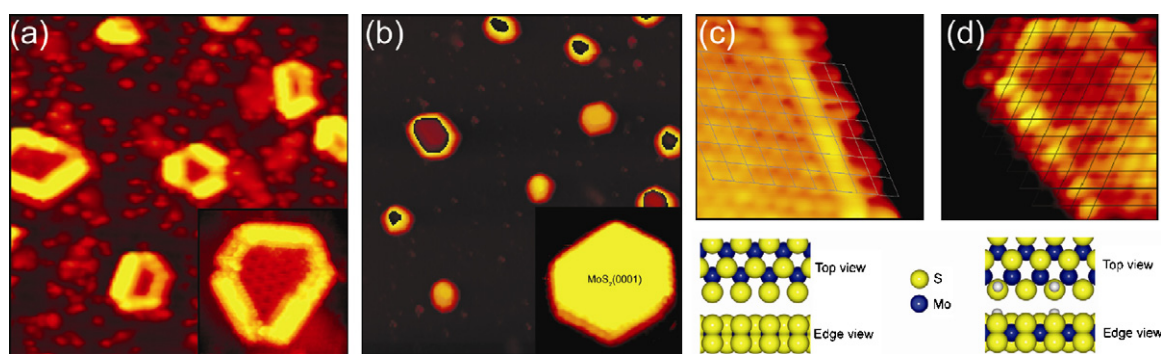 (a)
(b)
(c)
(d)
MoS₂(0001)
Top view
S
Mo
Edge view
Top view
Edge view